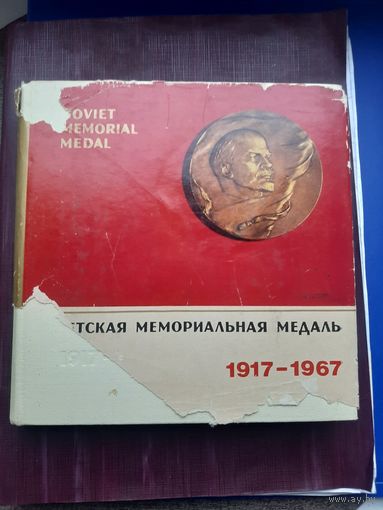 SOVIET
MEMORIAL
MEDAL
ЕТСКАЯ МЕМОРИАЛЬНАЯ МЕДАЛЬ
1917-1967
www.ay.by